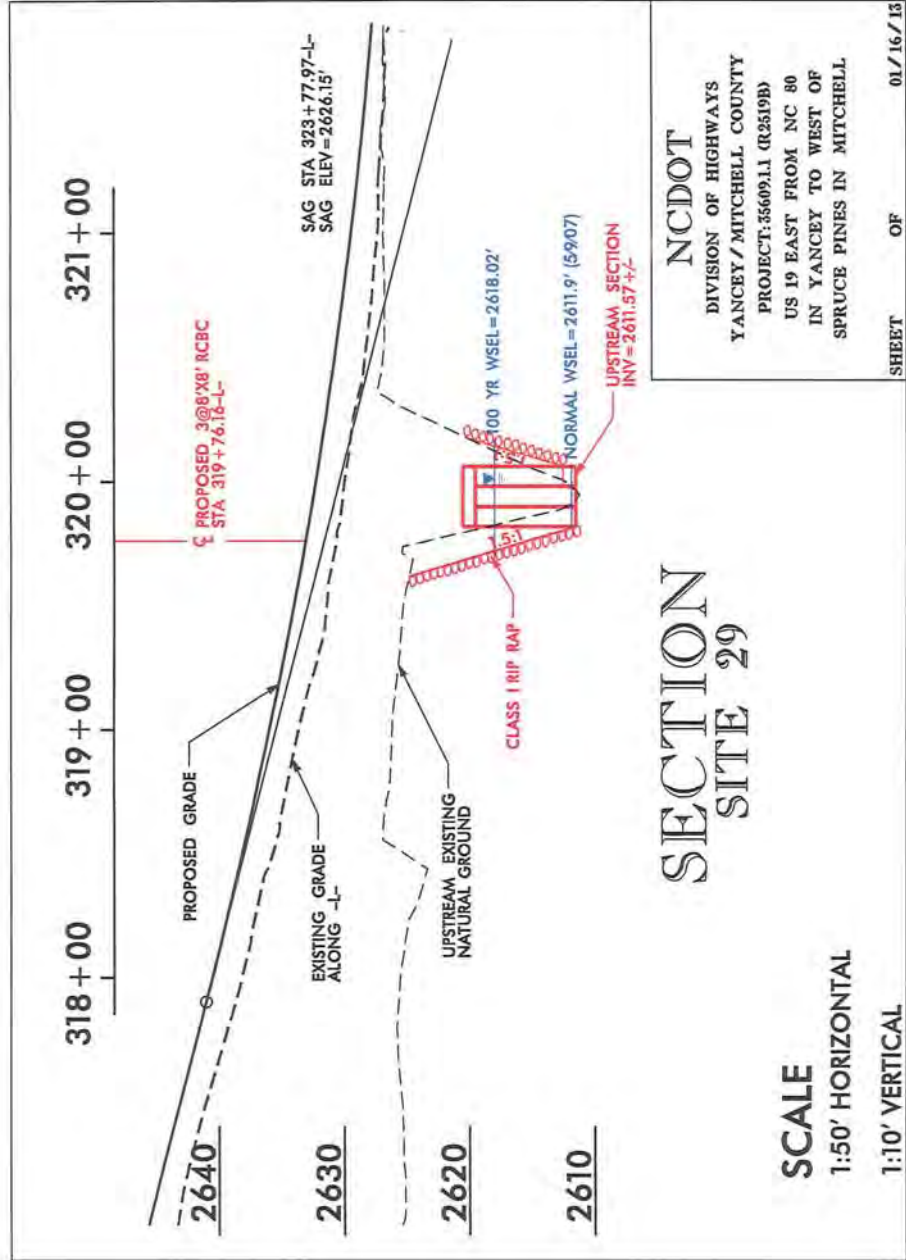 318+00
319+00
320+00
321+00
℄ PROPOSED 3@8'X8' RCBC
STA 319+76.16-L-
SAG STA 323+77.97-L-
SAG ELEV=2626.15'
PROPOSED GRADE
EXISTING GRADE
ALONG -L-
UPSTREAM EXISTING
NATURAL GROUND
2640
2630
2620
2610
100 YR WSEL=2618.02'
NORMAL WSEL=2611.9' (5/9/07)
UPSTREAM SECTION
INV=2611.57+/-
CLASS I RIP RAP
1.5:1
SECTION
SITE 29
SCALE
1:50' HORIZONTAL
1:10' VERTICAL
NCDOT
DIVISION OF HIGHWAYS
YANCEY/MITCHELL COUNTY
PROJECT:35609.1.1 (R2519B)
US 19 EAST FROM NC 80
IN YANCEY TO WEST OF
SPRUCE PINES IN MITCHELL
SHEET OF 01/16/13